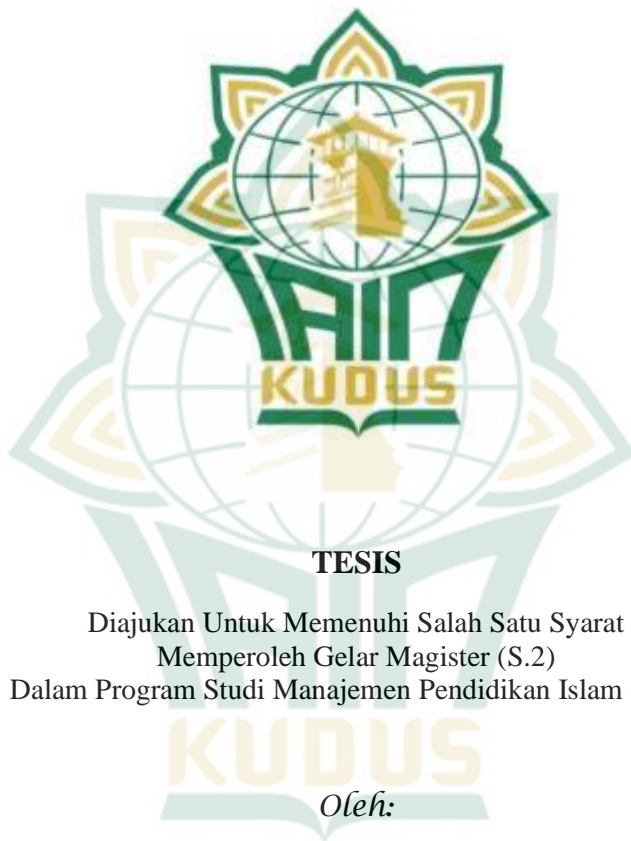 IAIN
KUDUS
TESIS
Diajukan Untuk Memenuhi Salah Satu Syarat
Memperoleh Gelar Magister (S.2)
Dalam Program Studi Manajemen Pendidikan Islam
KUDUS
Oleh: